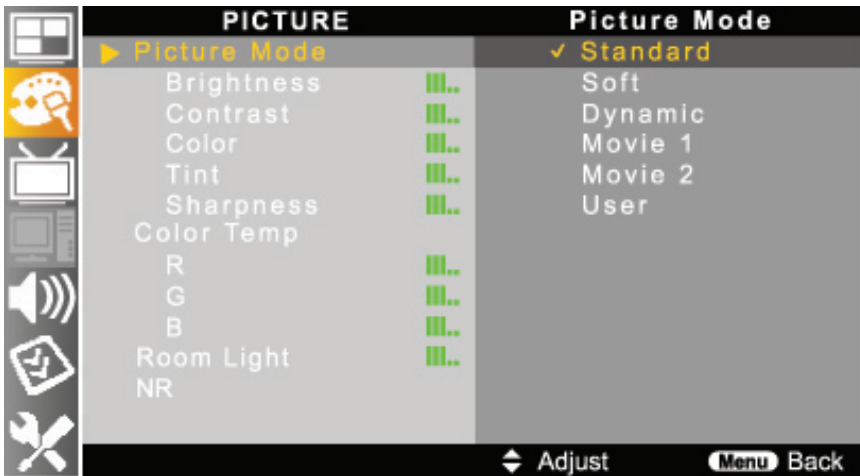 PICTURE
Picture Mode
Brightness
Contrast
Color
Tint
Sharpness
Color Temp
R
G
B
Room Light
NR
Picture Mode
✓ Standard
Soft
Dynamic
Movie 1
Movie 2
User
Adjust
Menu Back